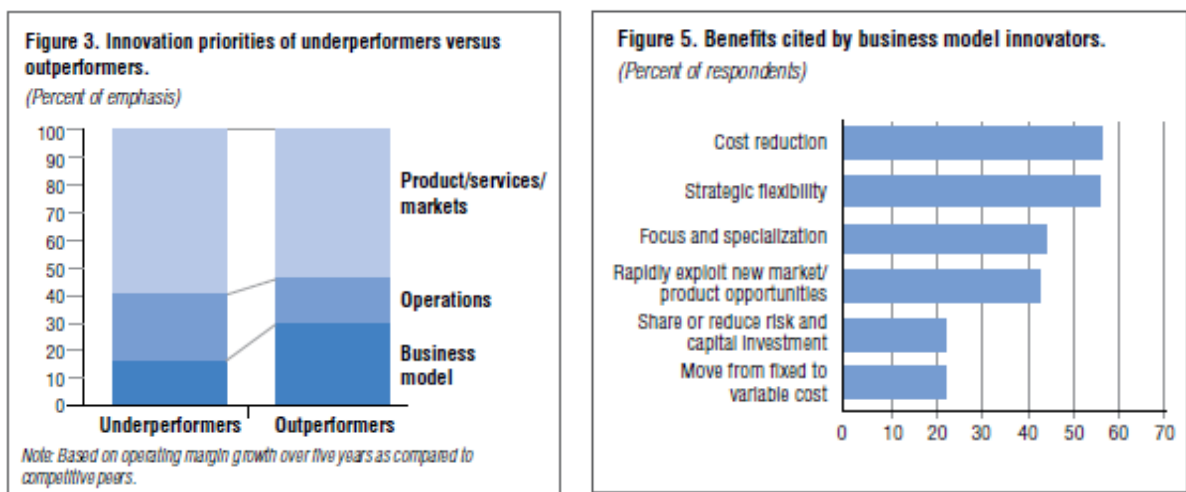 Figure 3. Innovation priorities of underperformers versus
outperformers.
(Percent of emphasis)
100
90
80
70
60
50
40
30
20
10
0
Product/services/
markets
Operations
Business
model
Underperformers
Outperformers
Note: Based on operating margin growth over five years as compared to
competitive peers.
Figure 5. Benefits cited by business model innovators.
(Percent of respondents)
Cost reduction
Strategic flexibility
Focus and specialization
Rapidly exploit new market/
product opportunities
Share or reduce risk and
capital investment
Move from fixed to
variable cost
0 10 20 30 40 50 60 70